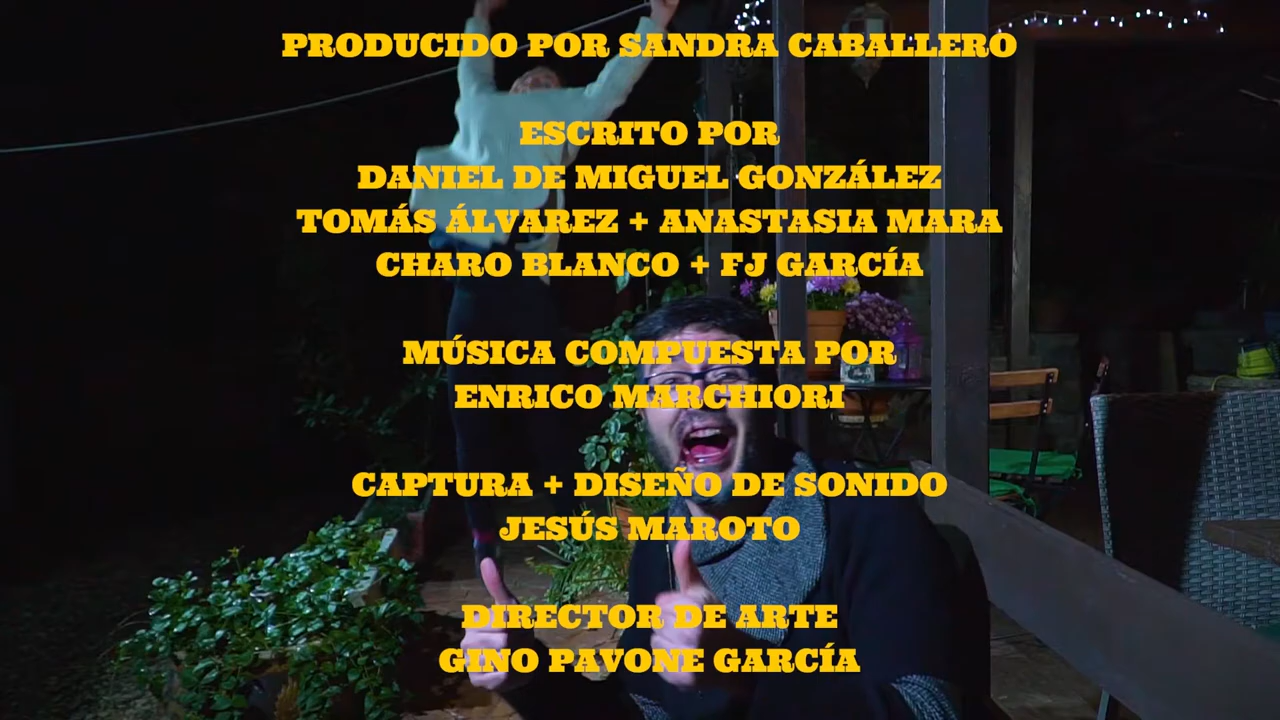 PRODUCIDO POR SANDRA CABALLERO
ESCRITO POR
DANIEL DE MIGUEL GONZÁLEZ
TOMÁS ÁLVAREZ + ANASTASIA MARA
CHARO BLANCO + FJ GARCÍA
MÚSICA COMPUESTA POR
ENRICO MARCHIORI
CAPTURA + DISEÑO DE SONIDO
JESÚS MAROTO
DIRECTOR DE ARTE
GINO PAVONE GARCÍA